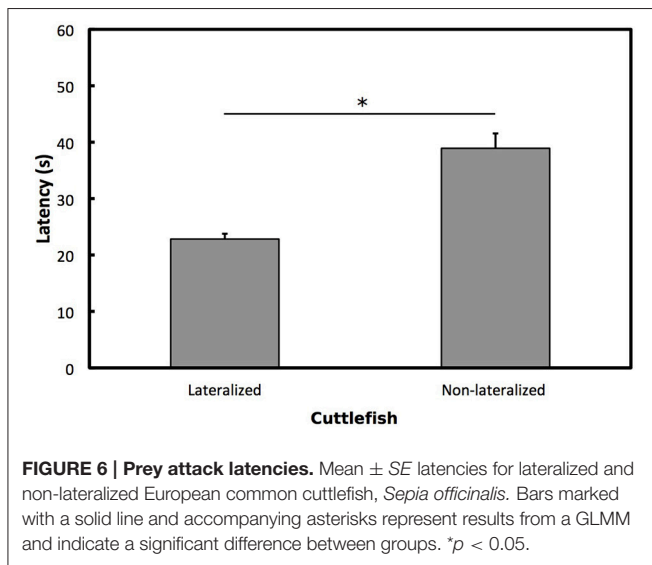 60
50
40
30
20
10
0
Latency (s)
*
Lateralized Non-lateralized
Cuttlefish
FIGURE 6 | Prey attack latencies. Mean ± SE latencies for lateralized and
non-lateralized European common cuttlefish, Sepia officinalis. Bars marked
with a solid line and accompanying asterisks represent results from a GLMM
and indicate a significant difference between groups. *p < 0.05.